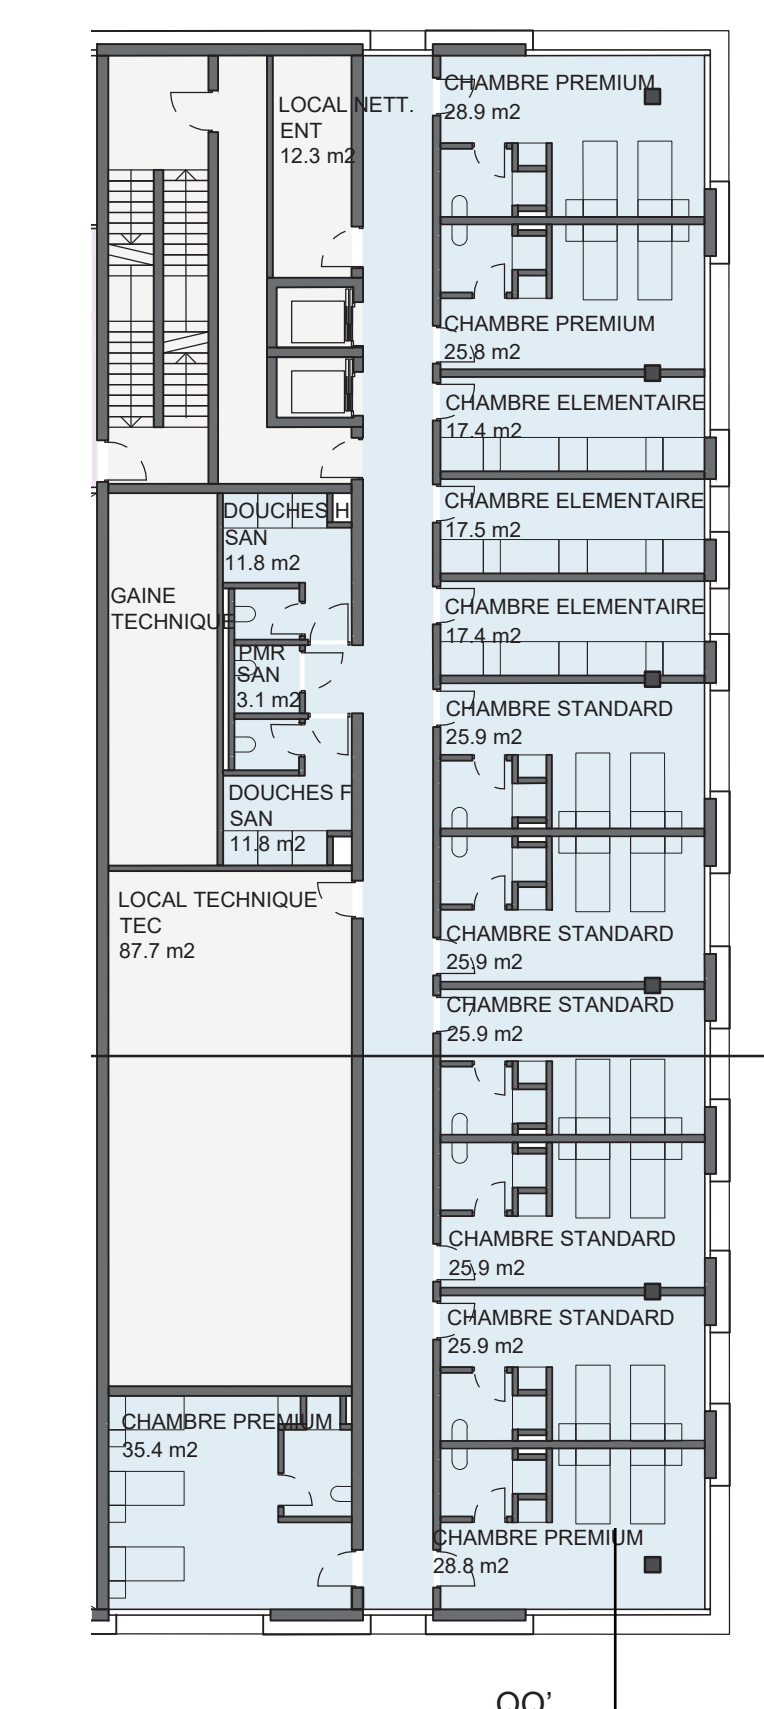 CHAMBRE PREMIUM
28.9 m2
LOCAL NETT.
ENT
12.3 m2
CHAMBRE PREMIUM
25.8 m2
CHAMBRE ELEMENTAIRE
17.4 m2
CHAMBRE ELEMENTAIRE
17.5 m2
DOUCHES H
SAN
11.8 m2
GAINE
TECHNIQUE
CHAMBRE ELEMENTAIRE
17.4 m2
PMR
SAN
3.1 m2
CHAMBRE STANDARD
25.9 m2
DOUCHES F
SAN
11.8 m2
LOCAL TECHNIQUE
TEC
87.7 m2
CHAMBRE STANDARD
25.9 m2
CHAMBRE STANDARD
25.9 m2
CHAMBRE STANDARD
25.9 m2
CHAMBRE STANDARD
25.9 m2
CHAMBRE PREMIUM
35.4 m2
CHAMBRE PREMIUM
28.8 m2